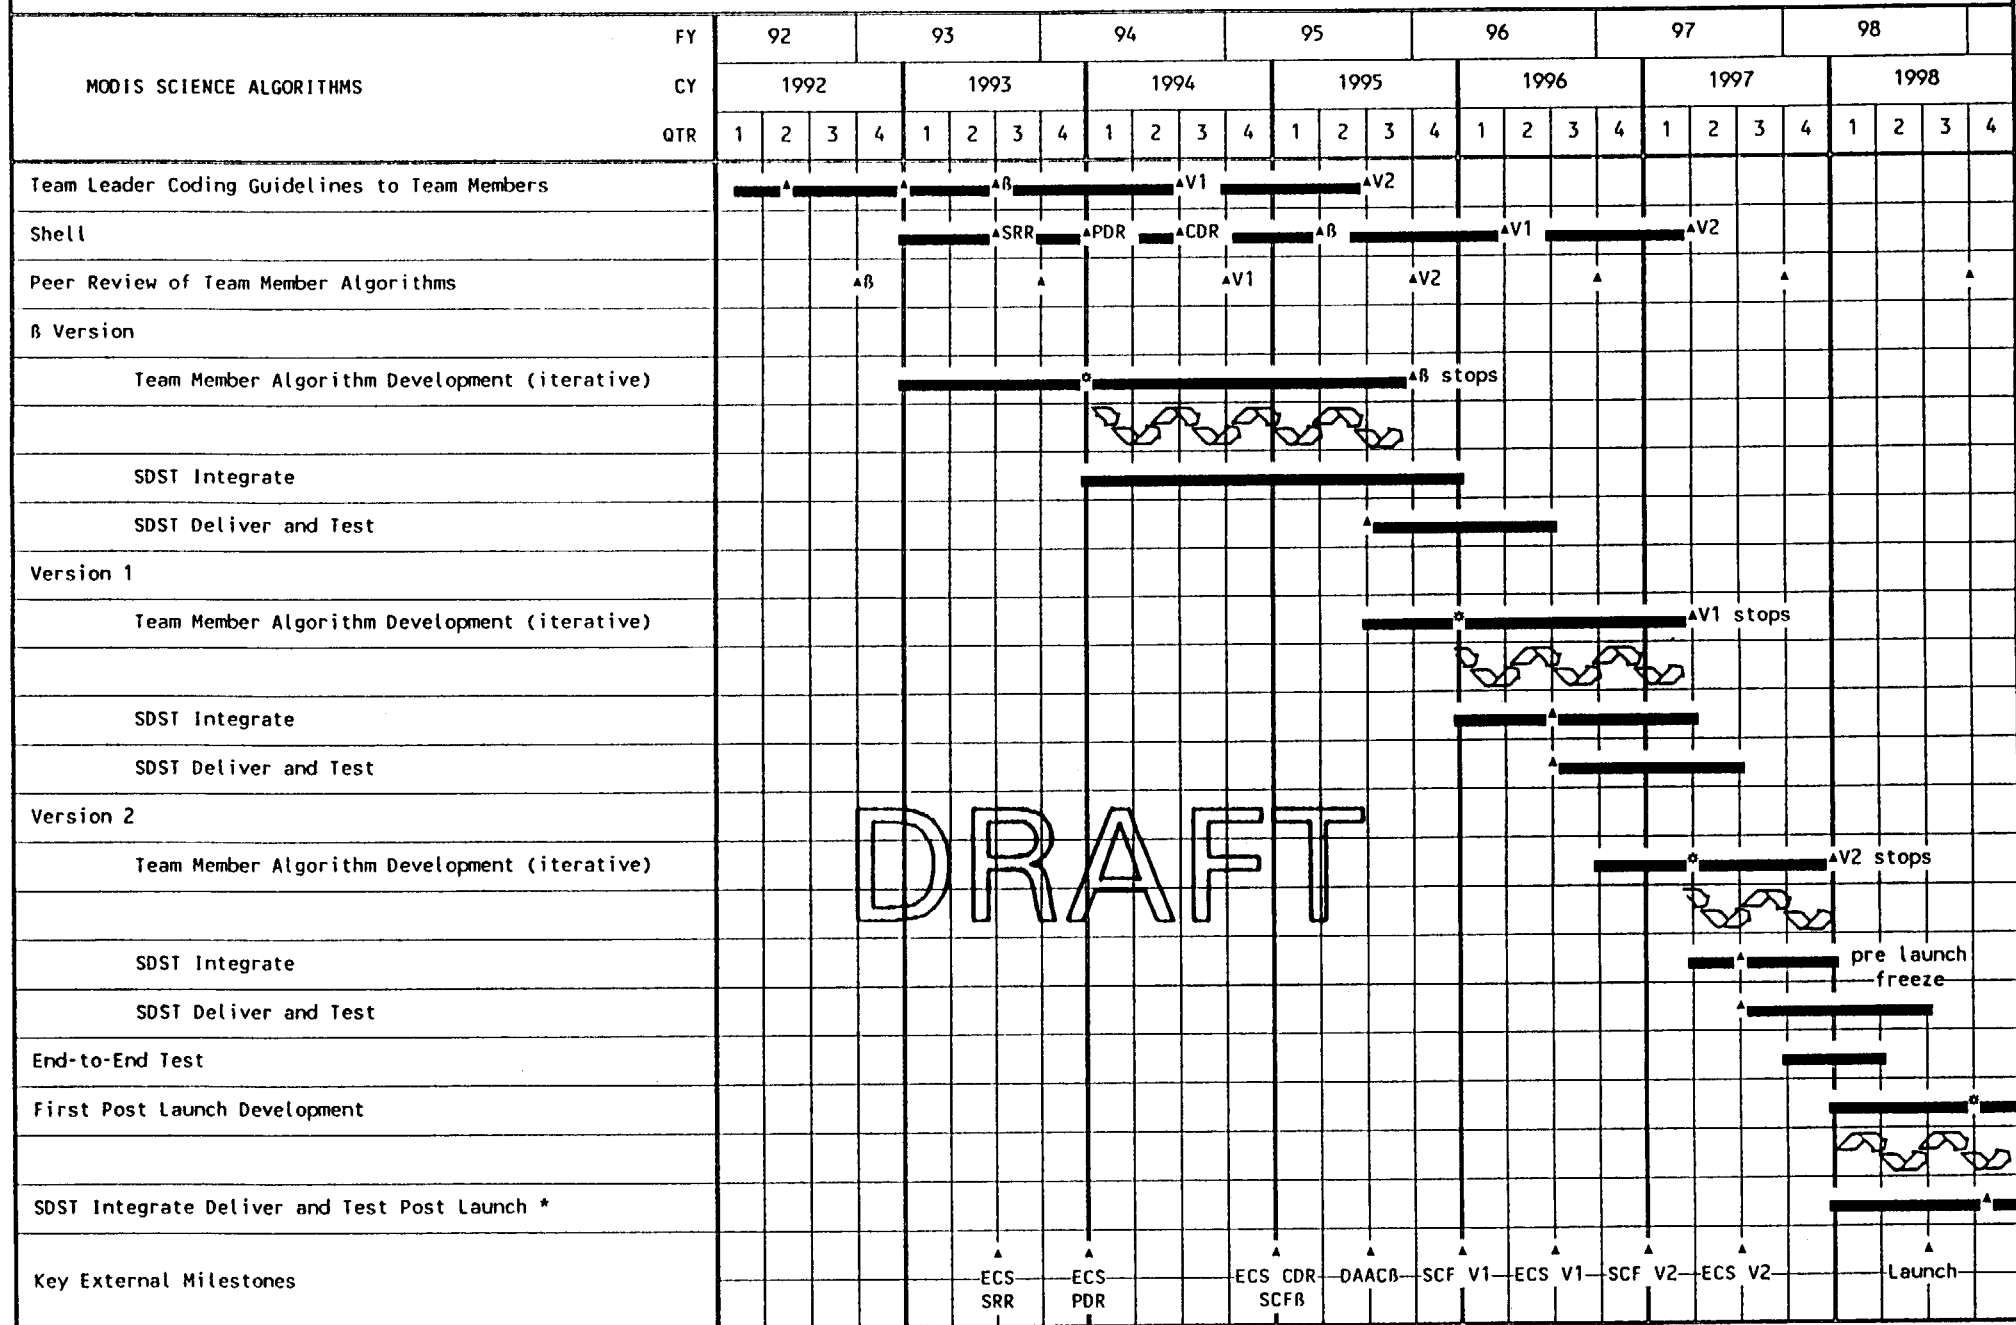 FY 92 93 94 95 96 97 98
MODIS SCIENCE ALGORITHMS CY 1992 1993 1994 1995 1996 1997 1998
QTR 1 2 3 4 1 2 3 4 1 2 3 4 1 2 3 4 1 2 3 4 1 2 3 4 1 2 3 4
Team Leader Coding Guidelines to Team Members ß V1 V2
Shell SRR PDR CDR ß V1 V2
Peer Review of Team Member Algorithms ß V1 V2
ß Version
Team Member Algorithm Development (iterative) ß stops
SDST Integrate
SDST Deliver and Test
Version 1
Team Member Algorithm Development (iterative) V1 stops
SDST Integrate
SDST Deliver and Test
DRAFT
Version 2
Team Member Algorithm Development (iterative) V2 stops
SDST Integrate pre launch
freeze
SDST Deliver and Test
End-to-End Test
First Post Launch Development
SDST Integrate Deliver and Test Post Launch *
Key External Milestones ECS ECS ECS CDR DAACß SCF V1 ECS V1 SCF V2 ECS V2 Launch
SRR PDR SCFß